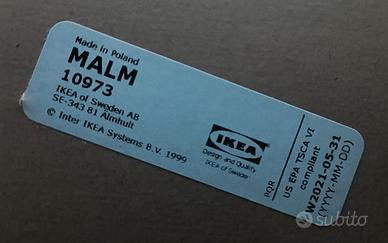 Made in Poland
MALM
10973
IKEA of Sweden AB
SE-343 81 Älmhult
© Inter IKEA Systems B.V. 1999
IKEA
Design and Quality
IKEA of Sweden
PQR
US EPA TSCA VI
compliant
W2021-05-31
(YYYY-MM-DD)
subito